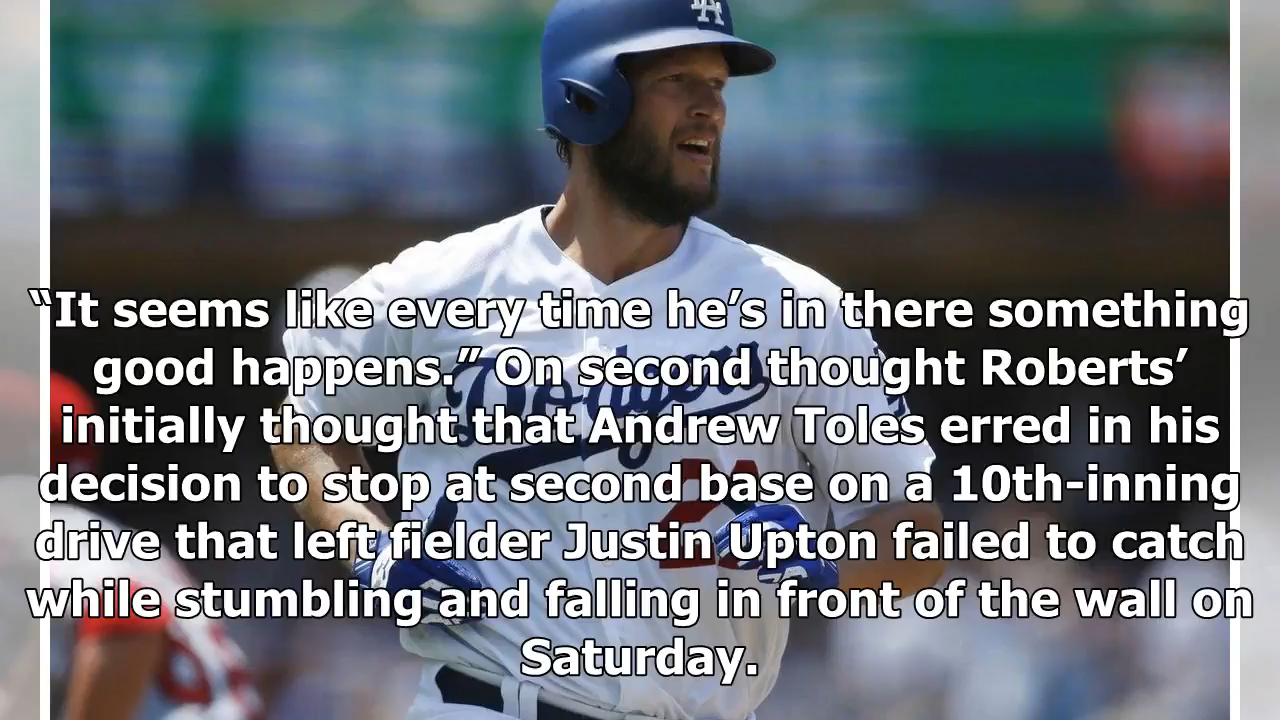 LA
“It seems like every time he’s in there something
good happens.” On second thought Roberts’
initially thought that Andrew Toles erred in his
decision to stop at second base on a 10th-inning
drive that left fielder Justin Upton failed to catch
while stumbling and falling in front of the wall on
Saturday.
Dodgers